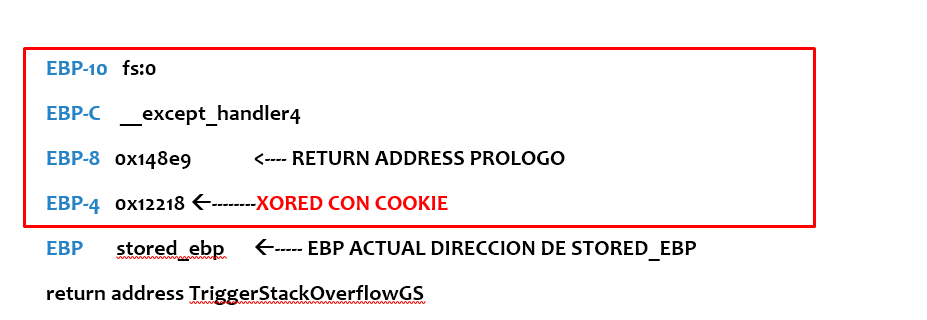 EBP-10 fs:0
EBP-C __except_handler4
EBP-8 0x148e9 <---- RETURN ADDRESS PROLOGO
EBP-4 0x12218 🡨--------XORED CON COOKIE
EBP stored_ebp 🡨----- EBP ACTUAL DIRECCION DE STORED_EBP
return address TriggerStackOverflowGS